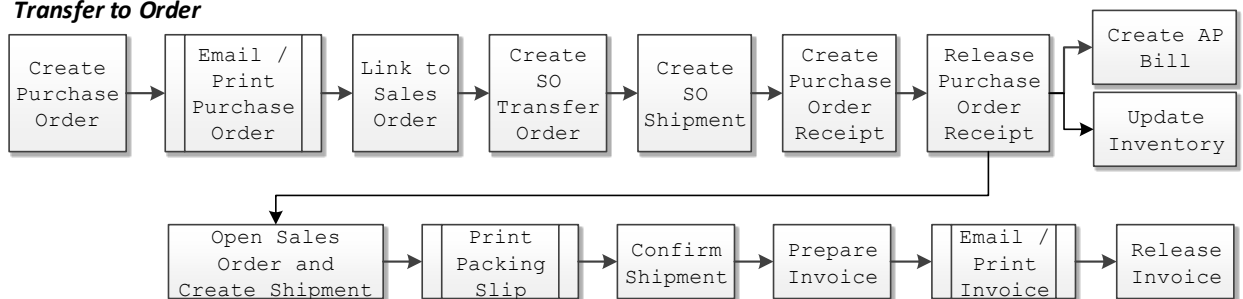 Transfer to Order
Create
Purchase
Order
Email /
Print
Purchase
Order
Link to
Sales
Order
Create
SO
Transfer
Order
Create
SO
Shipment
Create
Purchase
Order
Receipt
Release
Purchase
Order
Receipt
Create AP
Bill
Update
Inventory
Open Sales
Order and
Create Shipment
Print
Packing
Slip
Confirm
Shipment
Prepare
Invoice
Email /
Print
Invoice
Release
Invoice